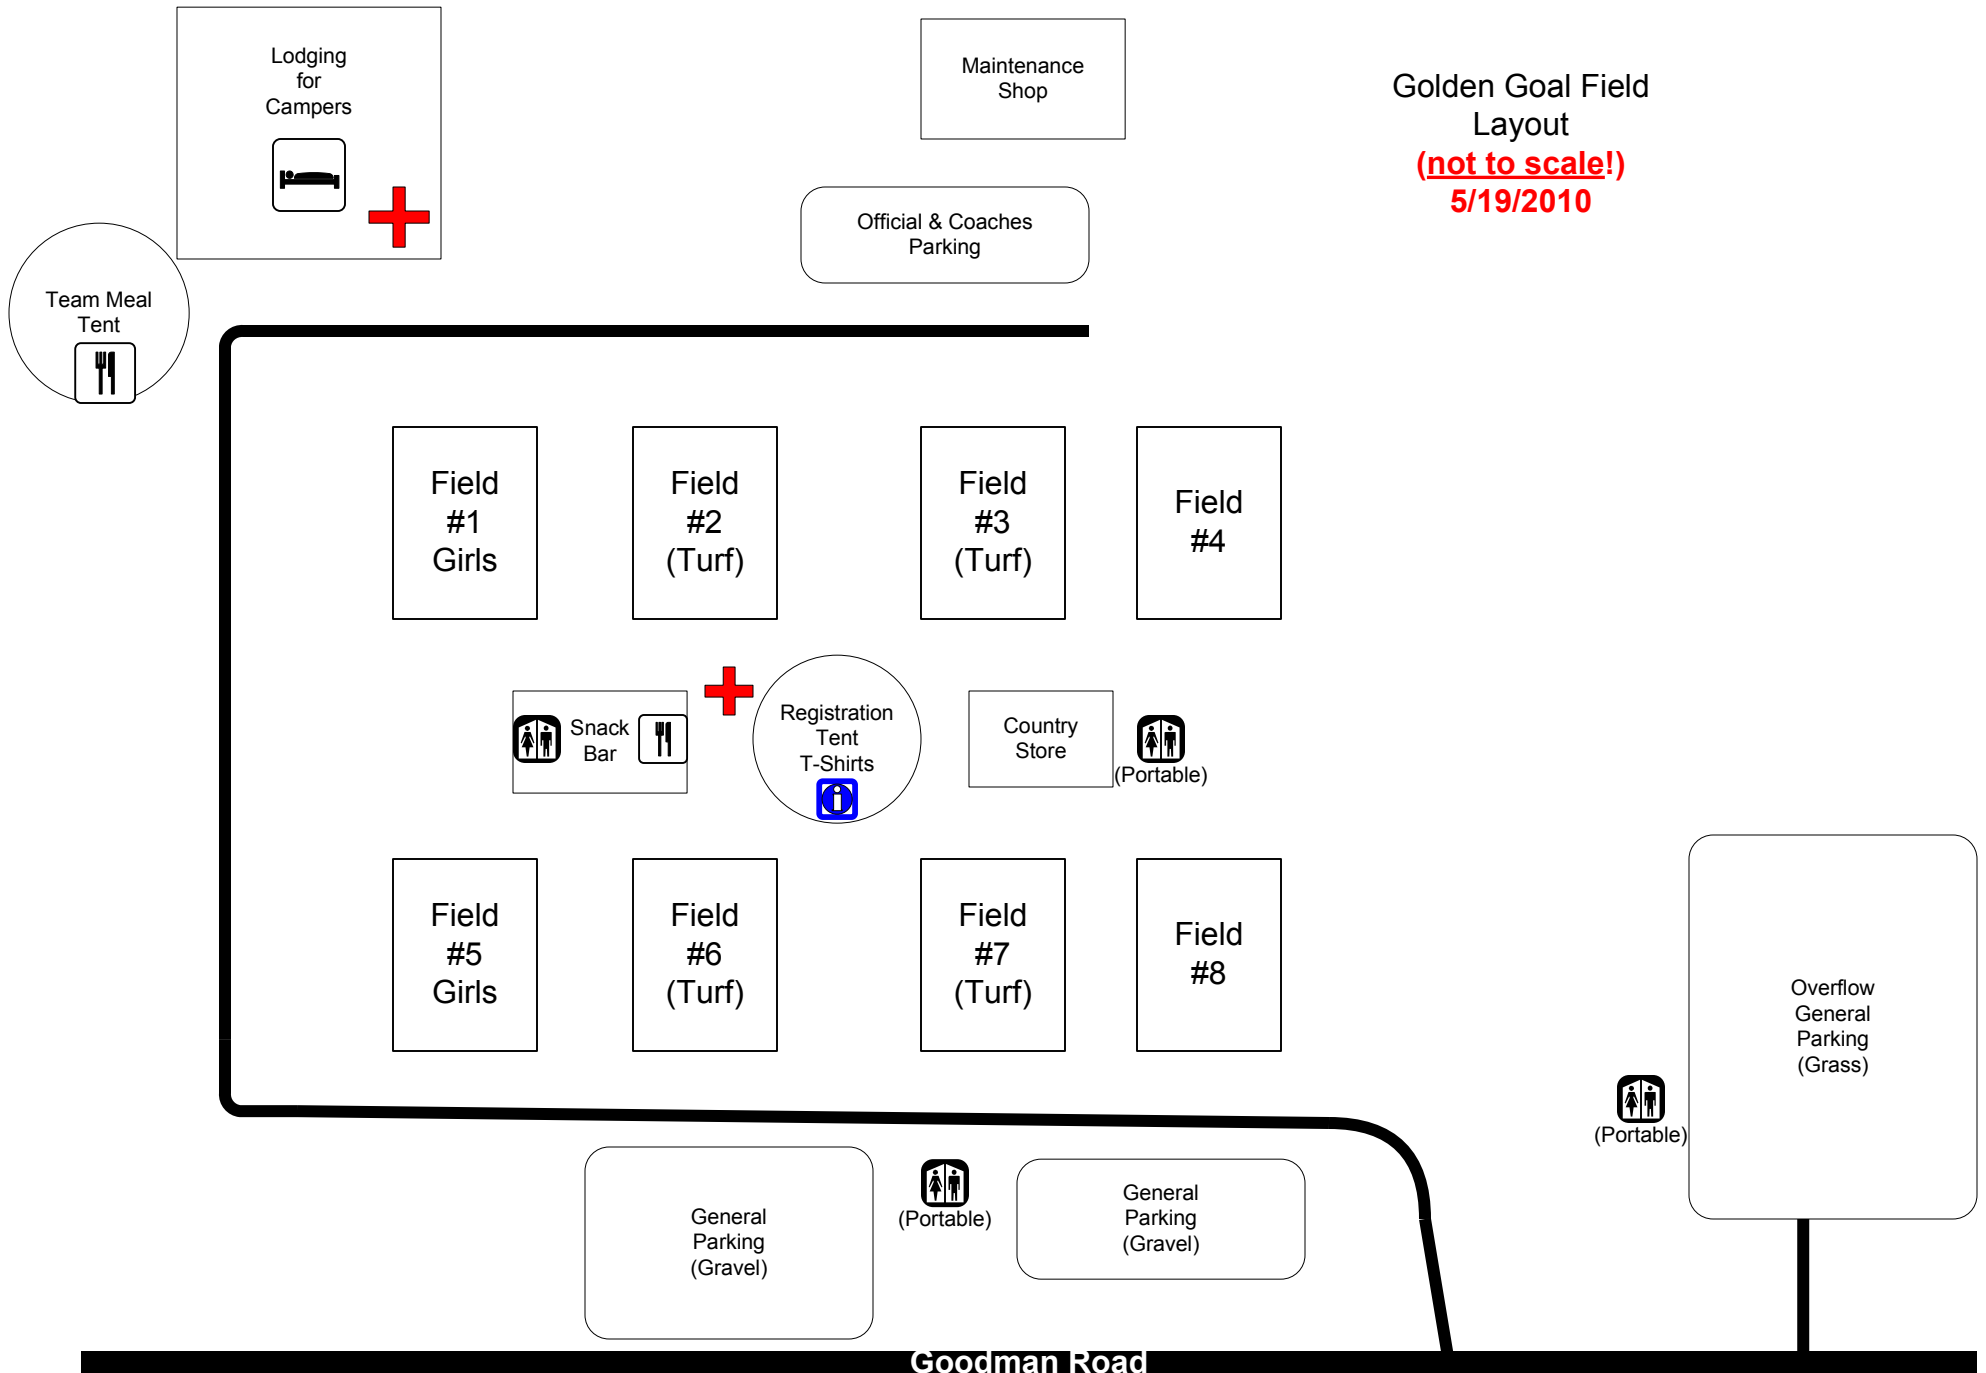 Lodging
for
Campers
Maintenance
Shop
Golden Goal Field
Layout
(not to scale!)
5/19/2010
Official & Coaches
Parking
Team Meal
Tent
Field
#1
Girls
Field
#2
(Turf)
Field
#3
(Turf)
Field
#4
Snack
Bar
Registration
Tent
T-Shirts
Country
Store
(Portable)
Field
#5
Girls
Field
#6
(Turf)
Field
#7
(Turf)
Field
#8
Overflow
General
Parking
(Grass)
(Portable)
General
Parking
(Gravel)
(Portable)
General
Parking
(Gravel)
Goodman Road